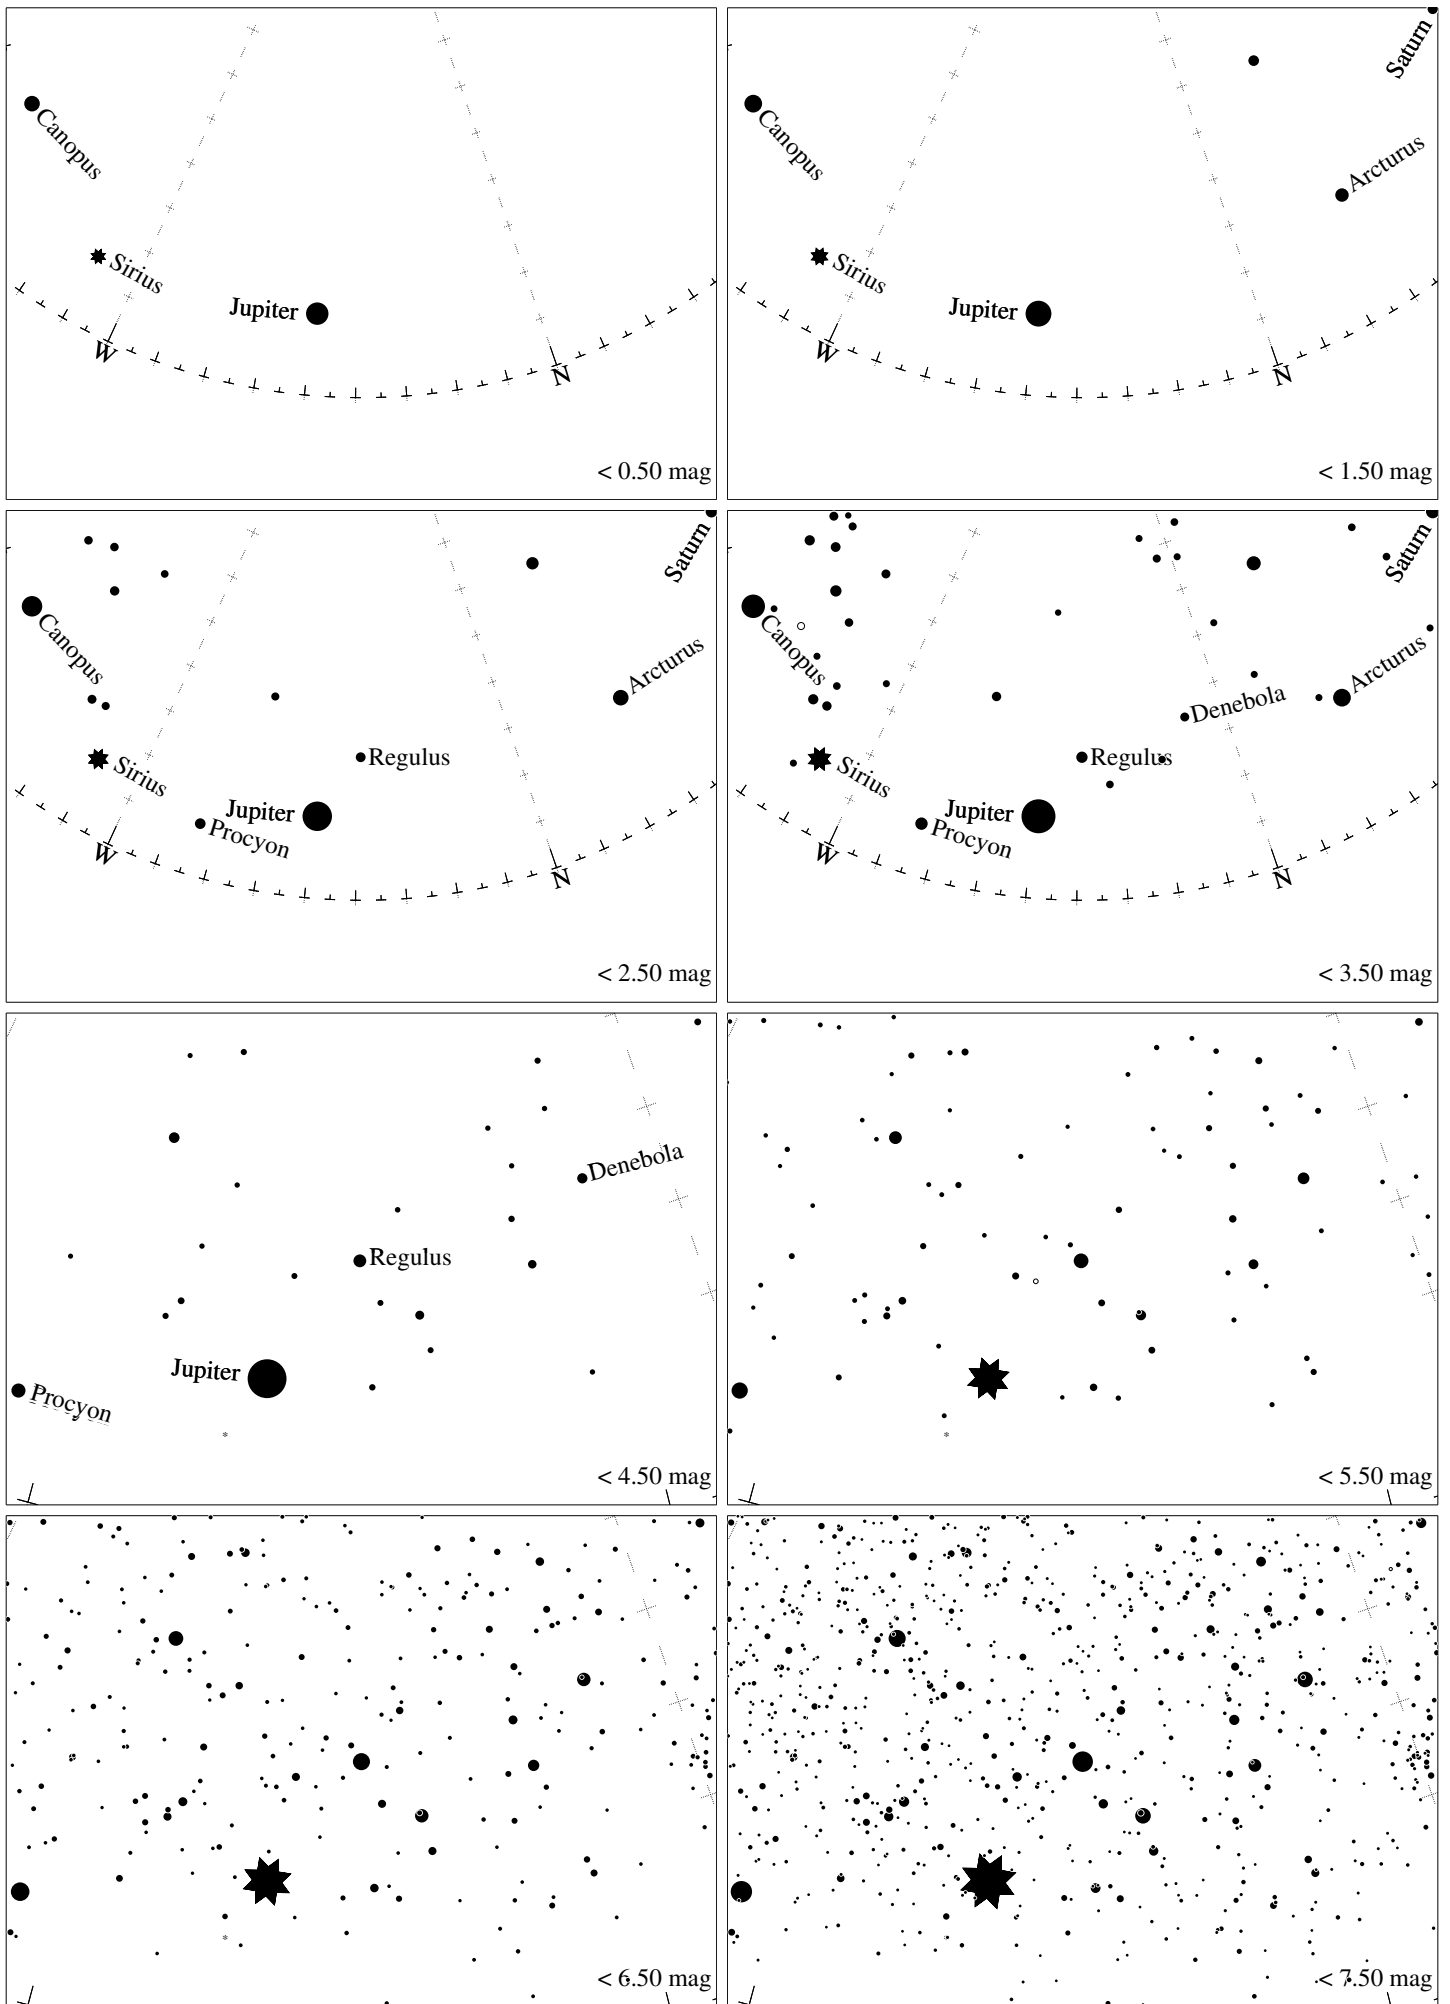 Canopus
Sirius
Jupiter
W
N
< 0.50 mag
Saturn
Canopus
Arcturus
Sirius
Jupiter
W
N
< 1.50 mag
Saturn
Canopus
Arcturus
Regulus
Sirius
Jupiter
Procyon
W
N
< 2.50 mag
Saturn
Canopus
Arcturus
Denebola
Regulus
Sirius
Jupiter
Procyon
W
N
< 3.50 mag
Denebola
Regulus
Jupiter
Procyon
< 4.50 mag
< 5.50 mag
< 6.50 mag
< 7.50 mag